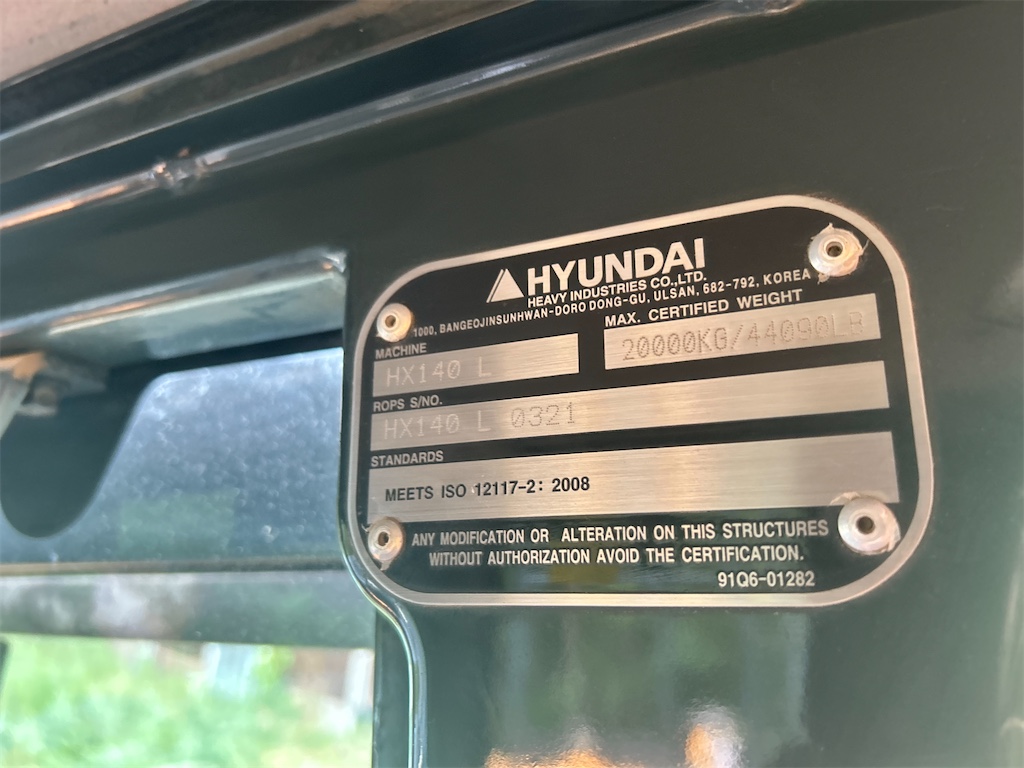 HYUNDAI
HEAVY INDUSTRIES CO.,LTD.
1000, BANGEOJINSUNHWAN-DORO DONG-GU, ULSAN. 682-792, KOREA
MACHINE
MAX. CERTIFIED WEIGHT
HX140 L
20000KG/44090LB
ROPS S/NO.
HX140 L 0321
STANDARDS
MEETS ISO 12117-2: 2008
ANY MODIFICATION OR ALTERATION ON THIS STRUCTURES
WITHOUT AUTHORIZATION AVOID THE CERTIFICATION.
91Q6-01282